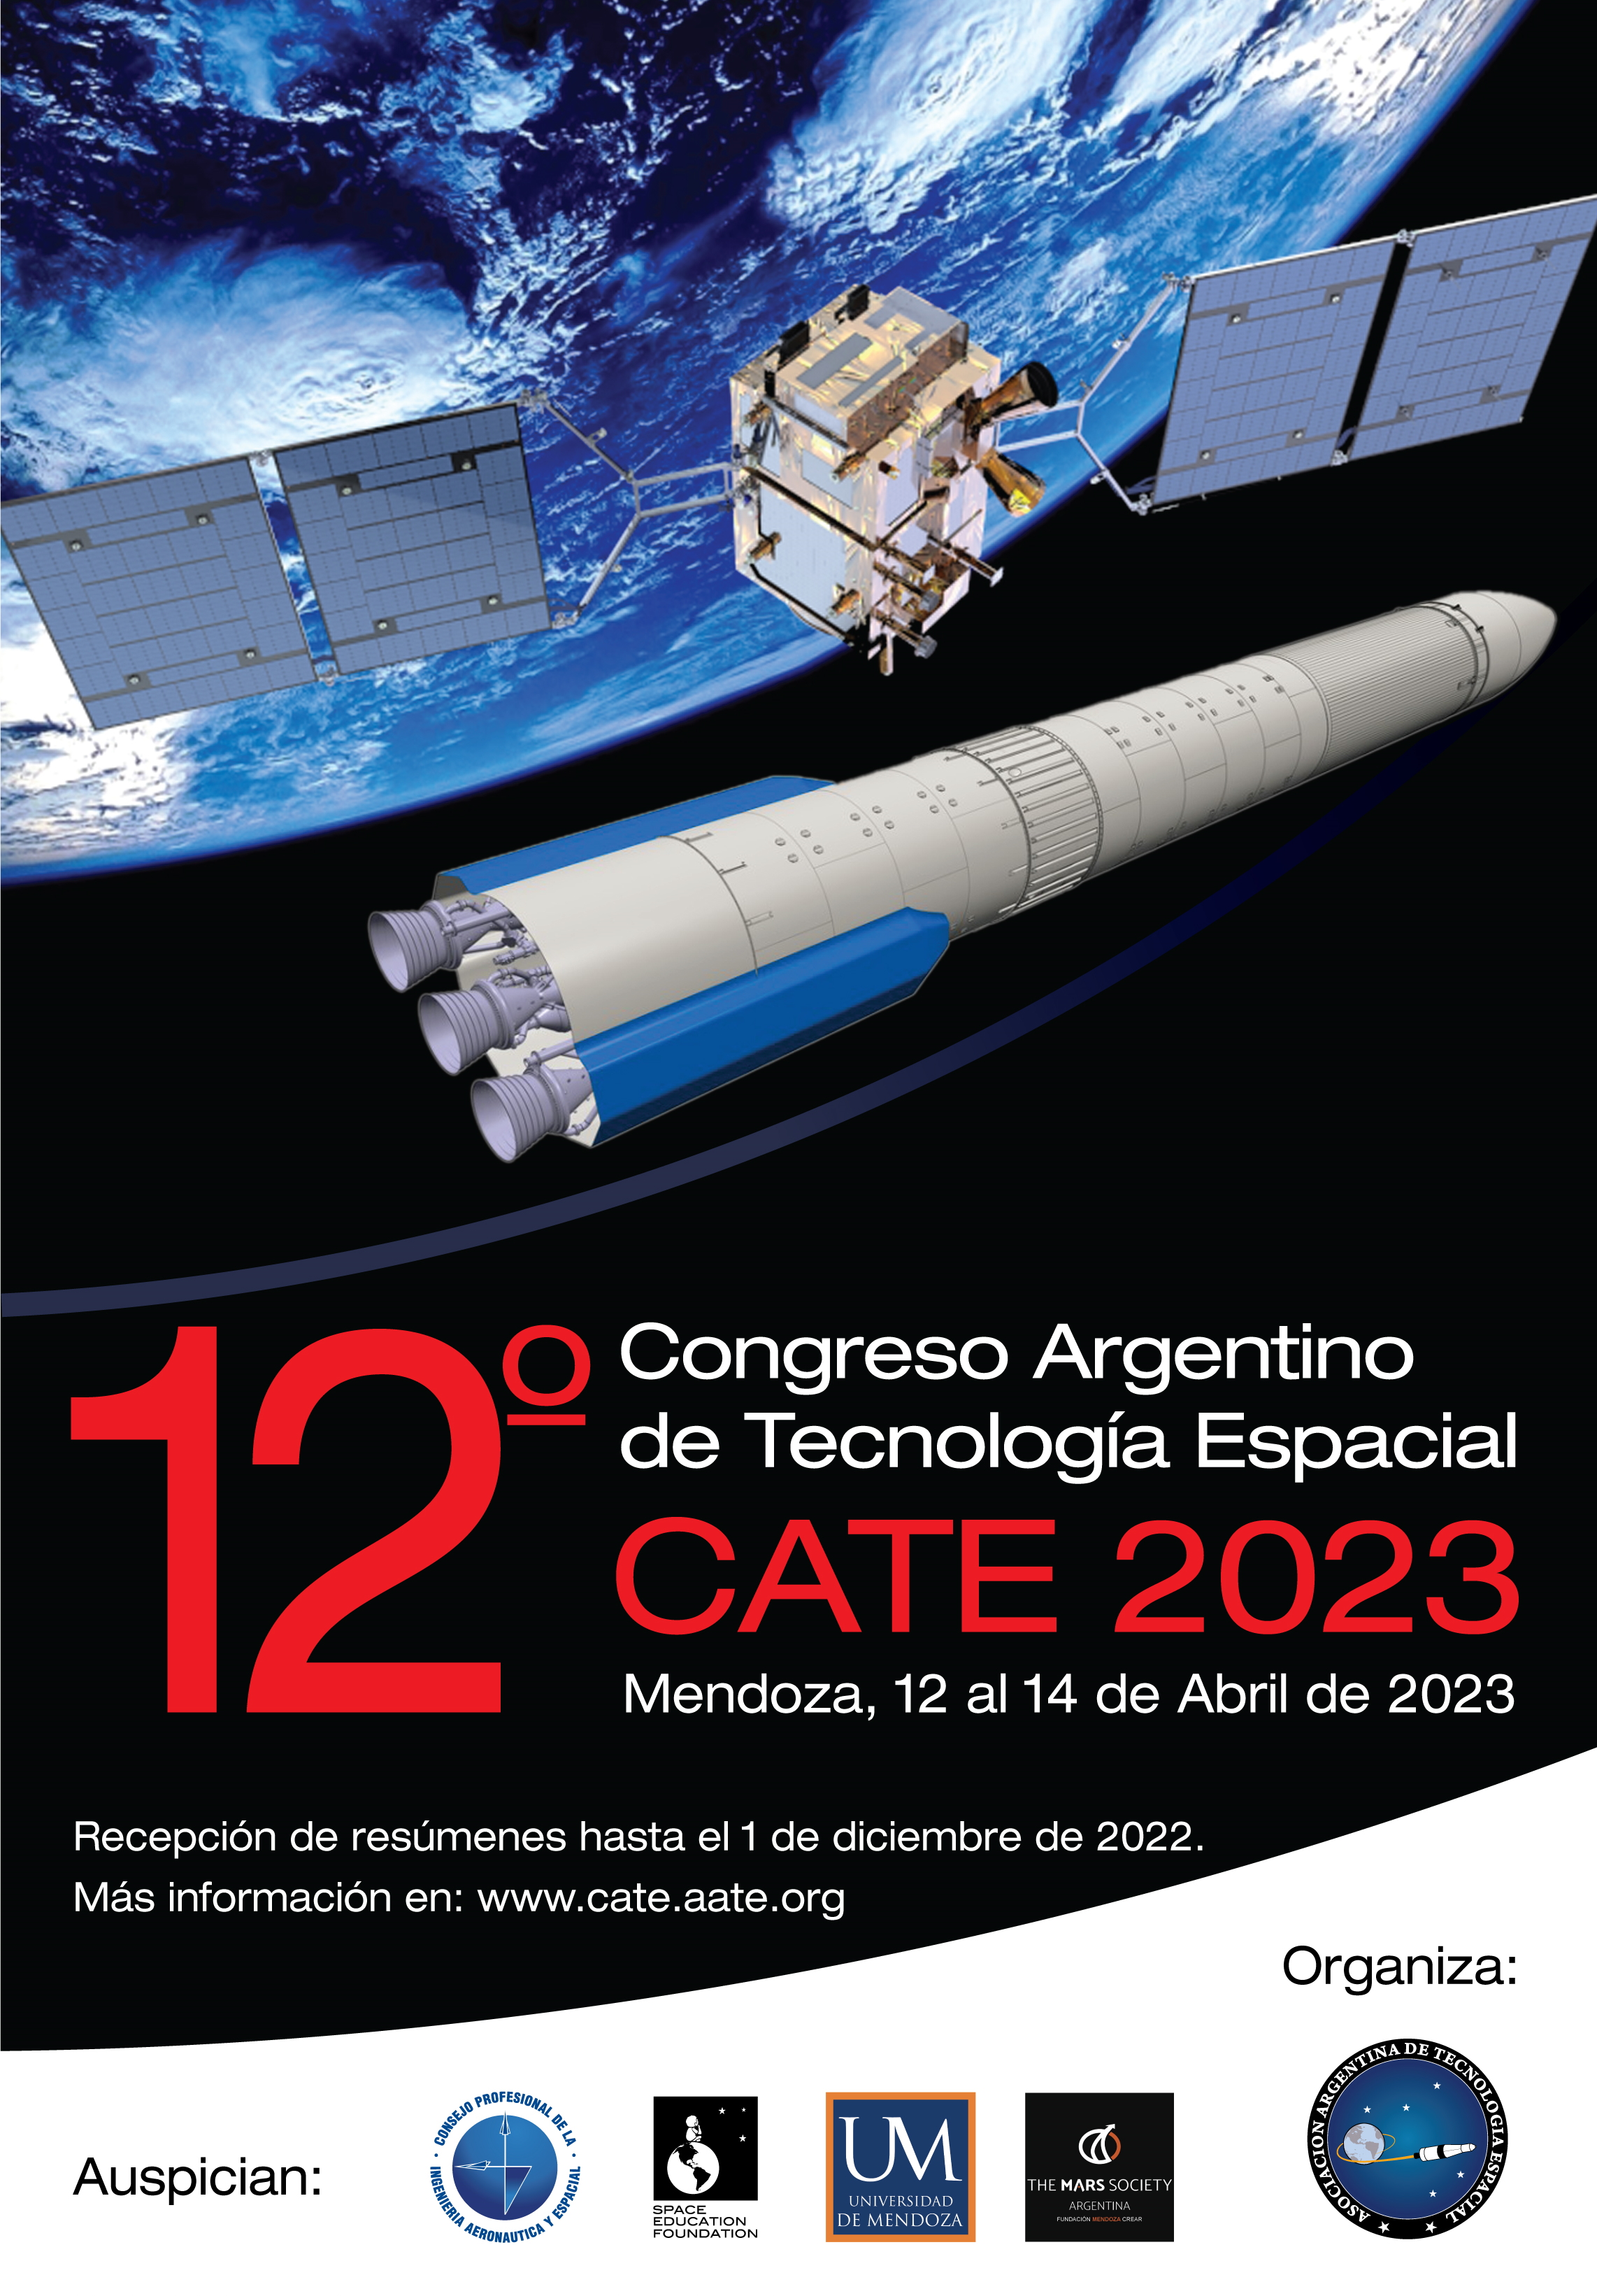 12º
Congreso Argentino
de Tecnología Espacial
CATE 2023
Mendoza, 12 al 14 de Abril de 2023
Recepción de resúmenes hasta el 1 de diciembre de 2022.
Más información en: www.cate.aate.org
Organiza:
ASOCIACION ARGENTINA DE TECNOLOGIA ESPACIAL
Auspician:
CONSEJO PROFESIONAL DE LA
INGENIERIA AERONAUTICA Y ESPACIAL
SPACE
EDUCATION
FOUNDATION
UM
UNIVERSIDAD
DE MENDOZA
THE MARS SOCIETY
ARGENTINA
FUNDACIÓN MENDOZA CREAR